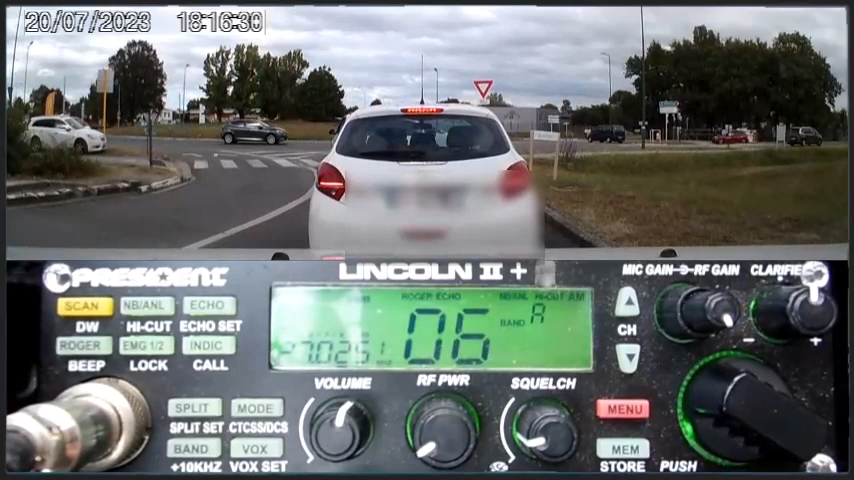 20/07/2023 18:16:30
PRESIDENT
LINCOLN II +
MIC GAIN RF GAIN CLARIFIE
SCAN NB/ANL ECHO
DW HI-CUT ECHO SET
ROGER EMG 1/2 INDIC
BEEP LOCK CALL
ROGER ECHO NB/ANL HI-CUT AM
06 BAND A
27.0251
CH
- +
VOLUME RF PWR SQUELCH
SPLIT MODE
SPLIT SET CTCSS/DCS
BAND VOX
+10KHZ VOX SET
MENU
MEM
STORE PUSH